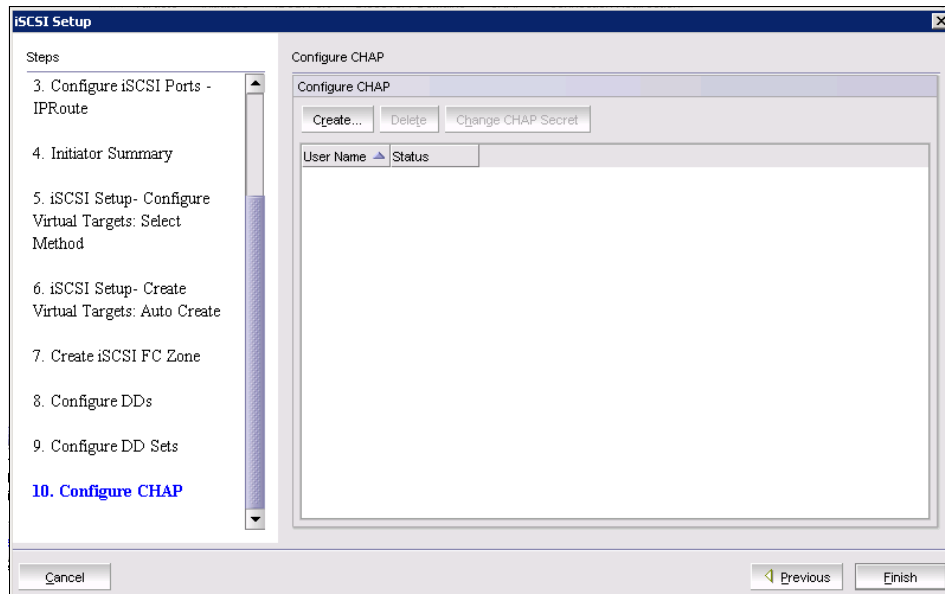 iSCSI Setup
Steps
3. Configure iSCSI Ports -
IPRoute
4. Initiator Summary
5. iSCSI Setup- Configure
Virtual Targets: Select
Method
6. iSCSI Setup- Create
Virtual Targets: Auto Create
7. Create iSCSI FC Zone
8. Configure DDs
9. Configure DD Sets
10. Configure CHAP
Configure CHAP
Configure CHAP
Create... Delete Change CHAP Secret
User Name Status
Cancel Previous Finish